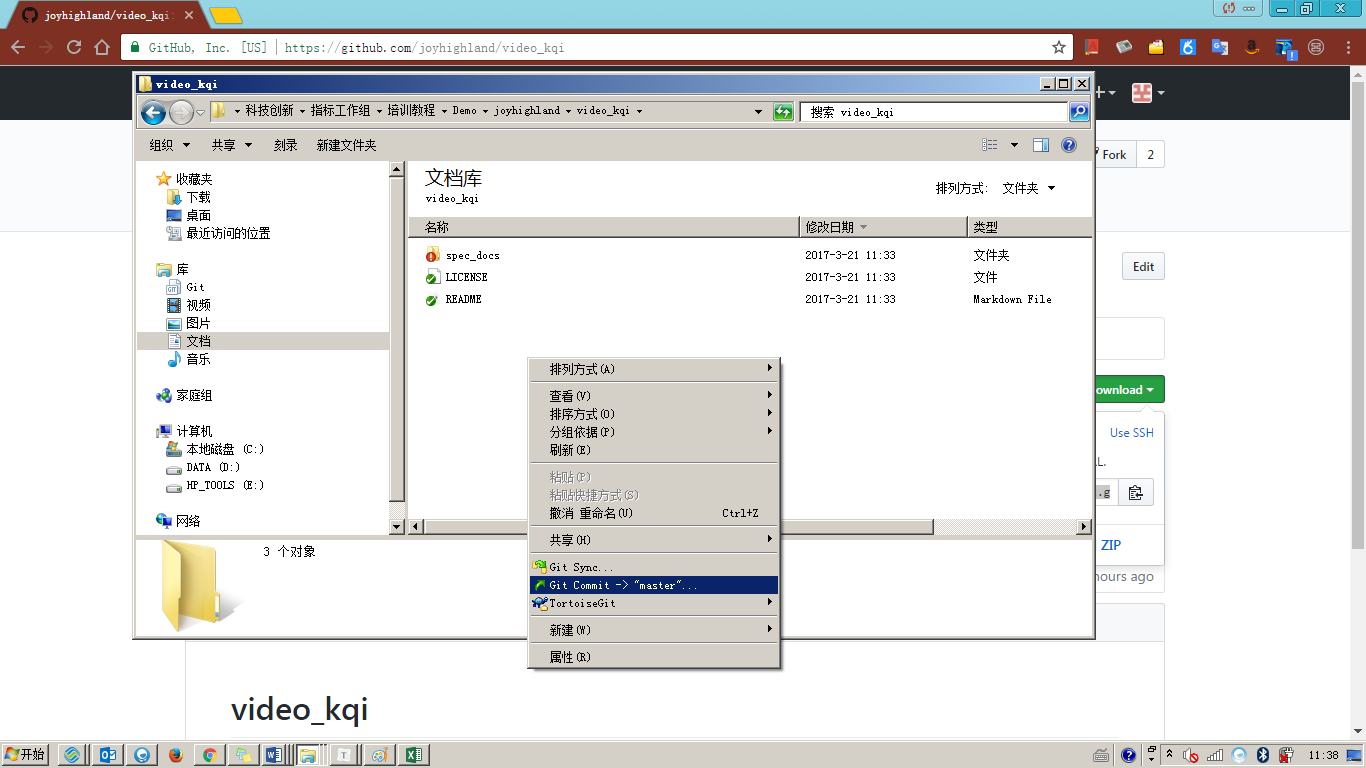 joyhighland/video_kqi:
GitHub, Inc. [US] | https://github.com/joyhighland/video_kqi
video_kqi
科技创新 指标工作组 培训教程 Demo joyhighland video_kqi
搜索 video_kqi
组织 共享 刻录 新建文件夹
Fork 2
收藏夹
下载
桌面
最近访问的位置
库
Git
视频
图片
文档
音乐
家庭组
计算机
本地磁盘 (C:)
DATA (D:)
HP_TOOLS (E:)
网络
文档库
video_kqi
排列方式: 文件夹
名称 修改日期 类型
spec_docs 2017-3-21 11:33 文件夹
LICENSE 2017-3-21 11:33 文件
README 2017-3-21 11:33 Markdown File
Edit
ownload
Use SSH
L.
.g
ZIP
hours ago
排列方式(A)
查看(V)
排序方式(O)
分组依据(P)
刷新(E)
粘贴(P)
粘贴快捷方式(S)
撤消 重命名(U) Ctrl+Z
共享(H)
Git Sync...
Git Commit -> "master"...
TortoiseGit
新建(W)
属性(R)
3 个对象
video_kqi
开始
11:38